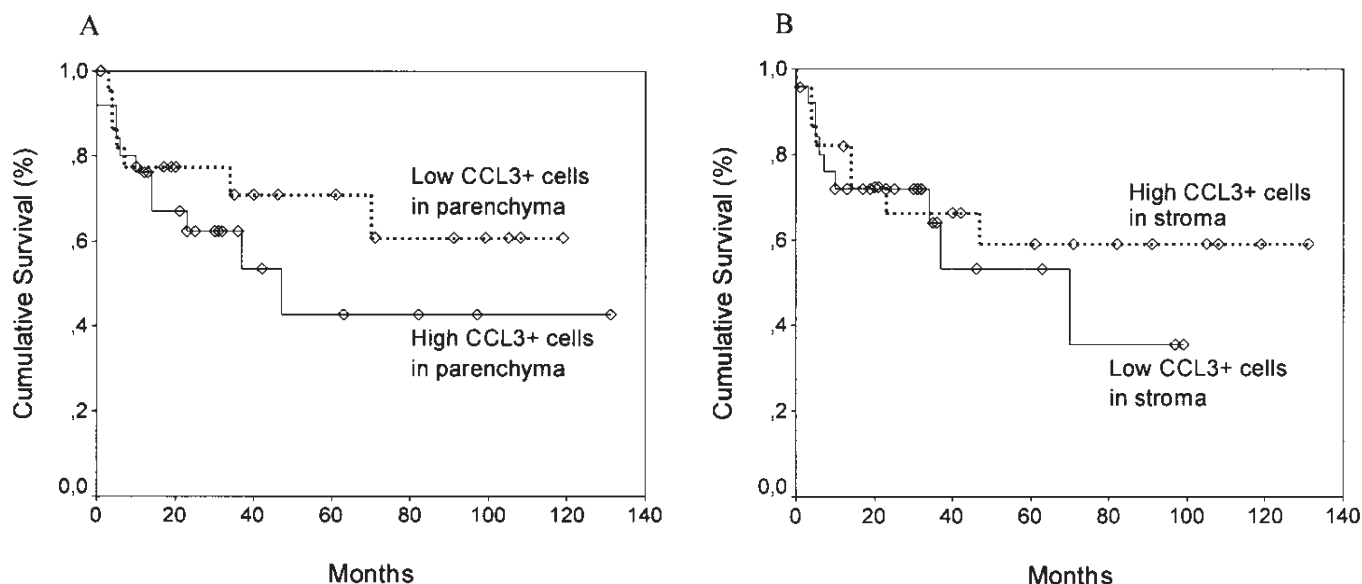 A
Cumulative Survival (%)
1,0
,8
,6
,4
,2
0,0
0 20 40 60 80 100 120 140
Months
Low CCL3+ cells
in parenchyma
High CCL3+ cells
in parenchyma
B
Cumulative Survival (%)
1,0
,8
,6
,4
,2
0,0
0 20 40 60 80 100 120 140
Months
High CCL3+ cells
in stroma
Low CCL3+ cells
in stroma